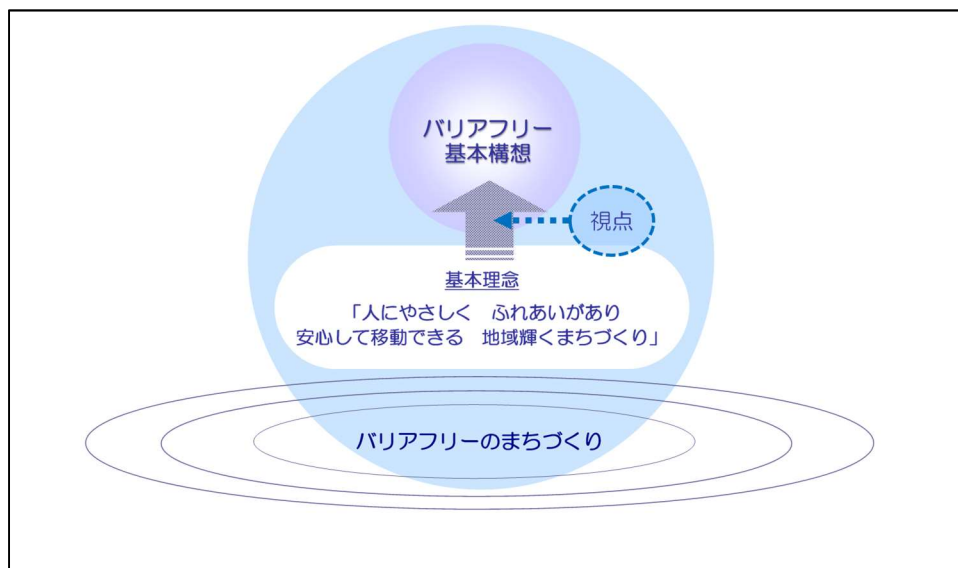 バリアフリー
基本構想
視点
基本理念
「人にやさしく　ふれあいがあり
安心して移動できる　地域輝くまちづくり」
バリアフリーのまちづくり